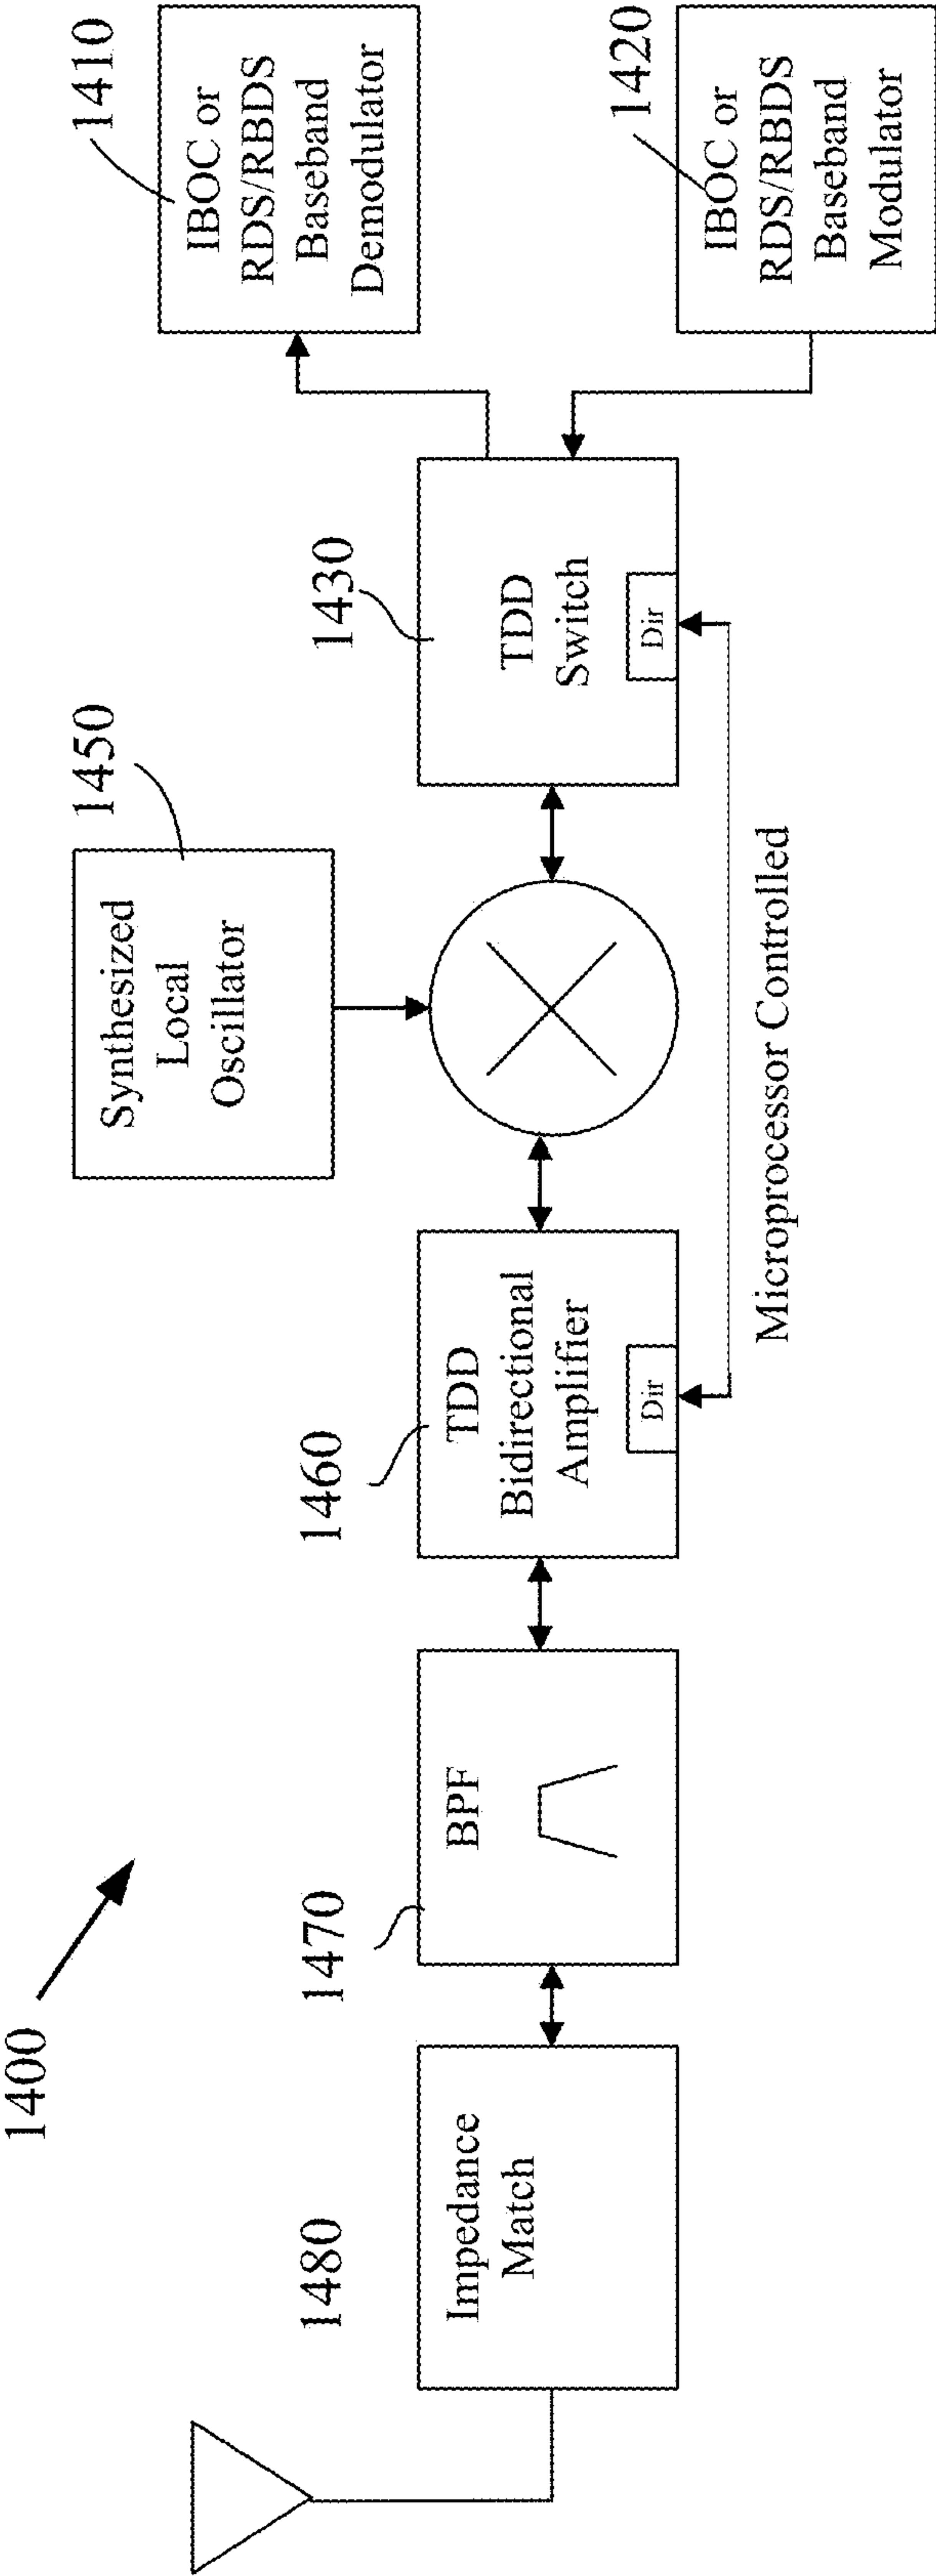 1400
1480
Impedance
Match
1470
BPF
1460
TDD
Bidirectional
Amplifier
Dir
1450
Synthesized
Local
Oscillator
1430
TDD
Switch
Dir
Microprocessor Controlled
1410
IBOC or
RDS/RBDS
Baseband
Demodulator
1420
IBOC or
RDS/RBDS
Baseband
Modulator